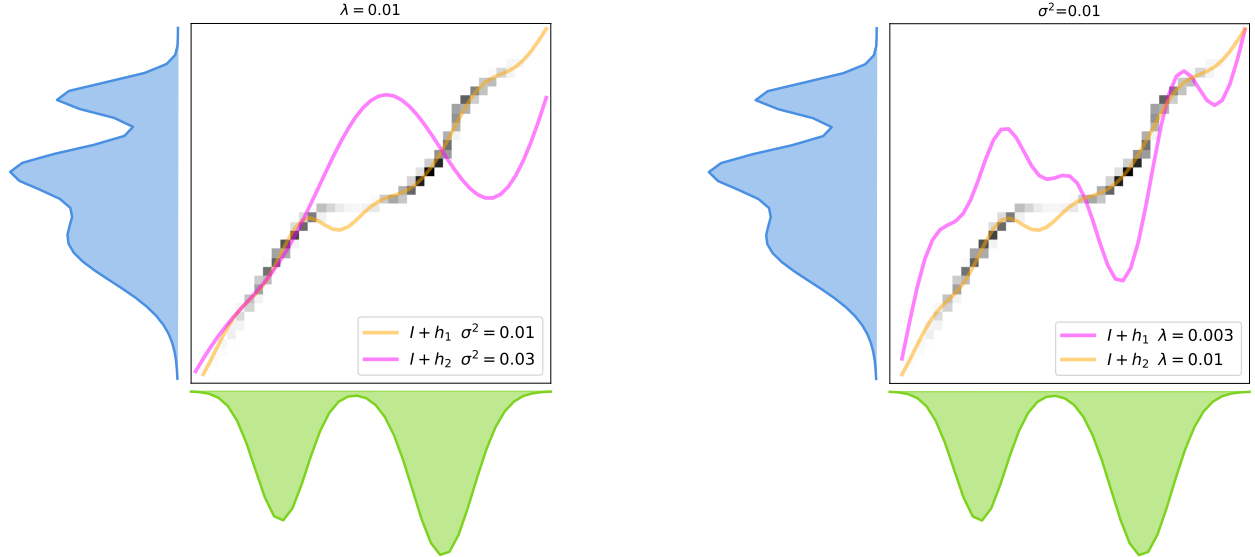 λ = 0.01
I + h₁ σ² = 0.01
I + h₂ σ² = 0.03
σ²=0.01
I + h₁ λ = 0.003
I + h₂ λ = 0.01